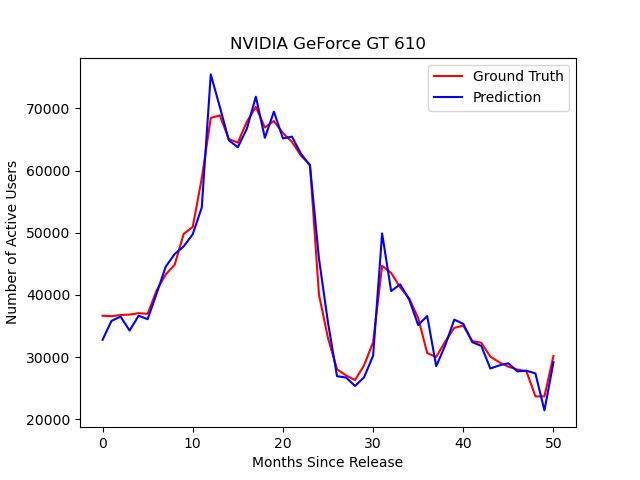 NVIDIA GeForce GT 610
Ground Truth
Prediction
Number of Active Users
70000
60000
50000
40000
30000
20000
0 10 20 30 40 50
Months Since Release